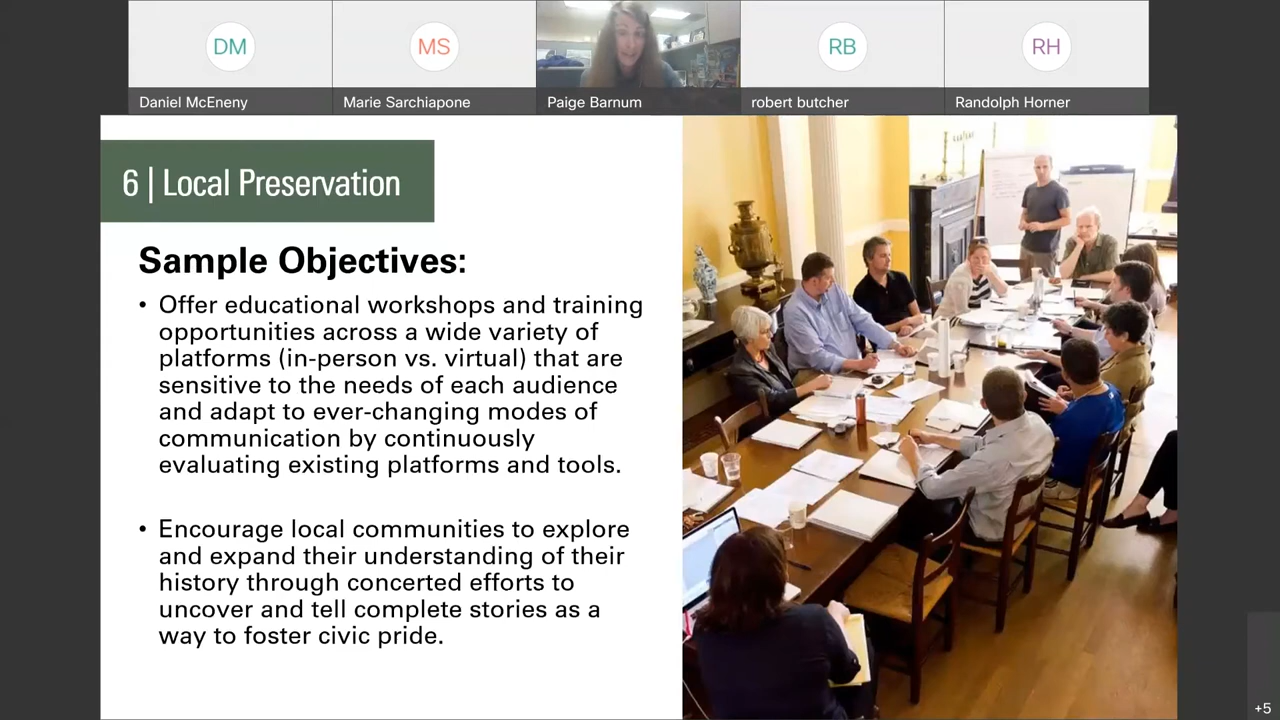 DM
MS
RB
RH
Daniel McEneny
Marie Sarchiapone
Paige Barnum
robert butcher
Randolph Horner
6 | Local Preservation
Sample Objectives:
• Offer educational workshops and training
opportunities across a wide variety of
platforms (in-person vs. virtual) that are
sensitive to the needs of each audience
and adapt to ever-changing modes of
communication by continuously
evaluating existing platforms and tools.
• Encourage local communities to explore
and expand their understanding of their
history through concerted efforts to
uncover and tell complete stories as a
way to foster civic pride.
+5